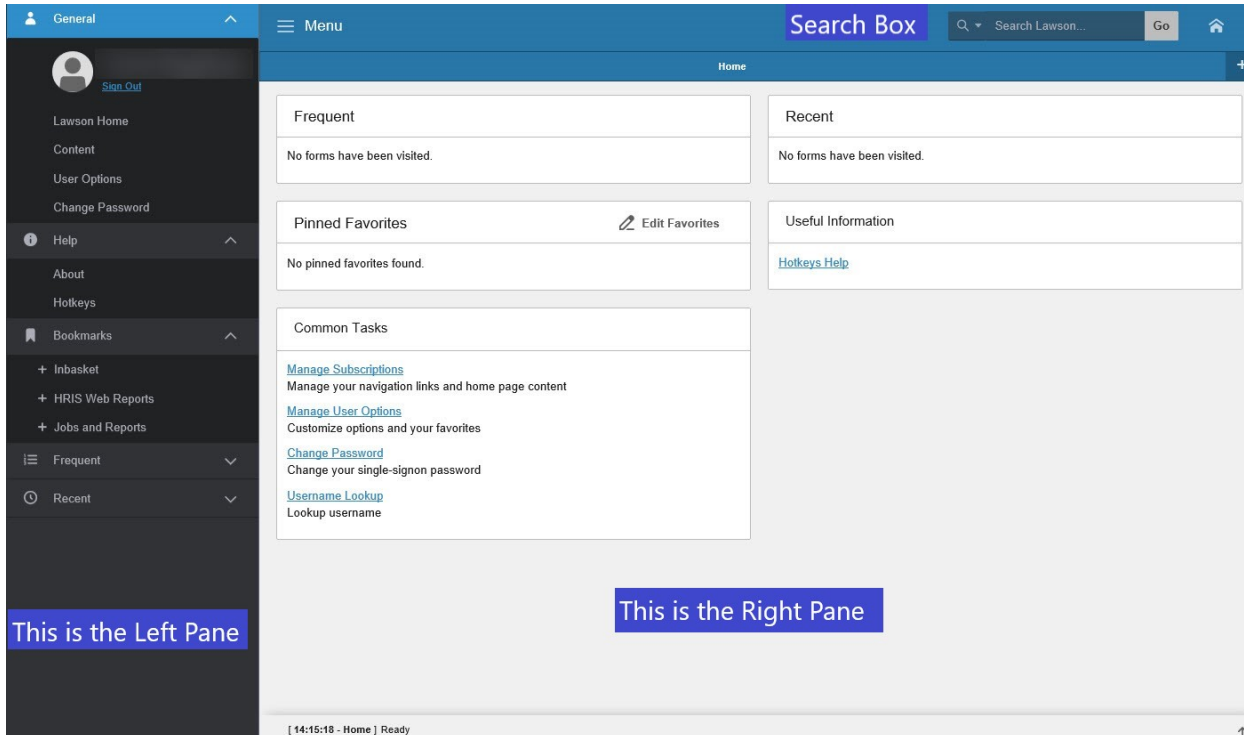 General
Sign Out
Lawson Home
Content
User Options
Change Password
Help
About
Hotkeys
Bookmarks
+ Inbasket
+ HRIS Web Reports
+ Jobs and Reports
Frequent
Recent
This is the Left Pane
Menu
Search Box
Search Lawson...
Go
Home
+
Frequent
No forms have been visited.
Recent
No forms have been visited.
Pinned Favorites
Edit Favorites
No pinned favorites found.
Useful Information
Hotkeys Help
Common Tasks
Manage Subscriptions
Manage your navigation links and home page content
Manage User Options
Customize options and your favorites
Change Password
Change your single-signon password
Username Lookup
Lookup username
This is the Right Pane
[ 14:15:18 - Home ] Ready